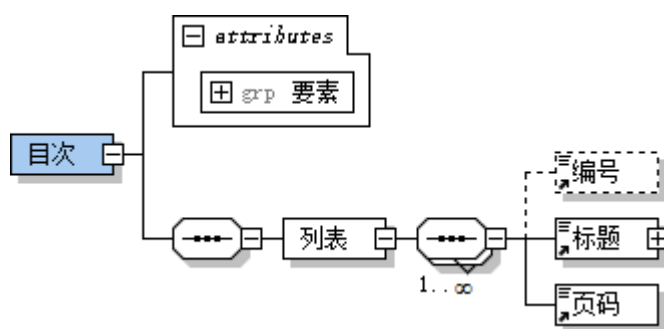 attributes
grp 要素
目次
编号
列表
标题
1..∞
页码